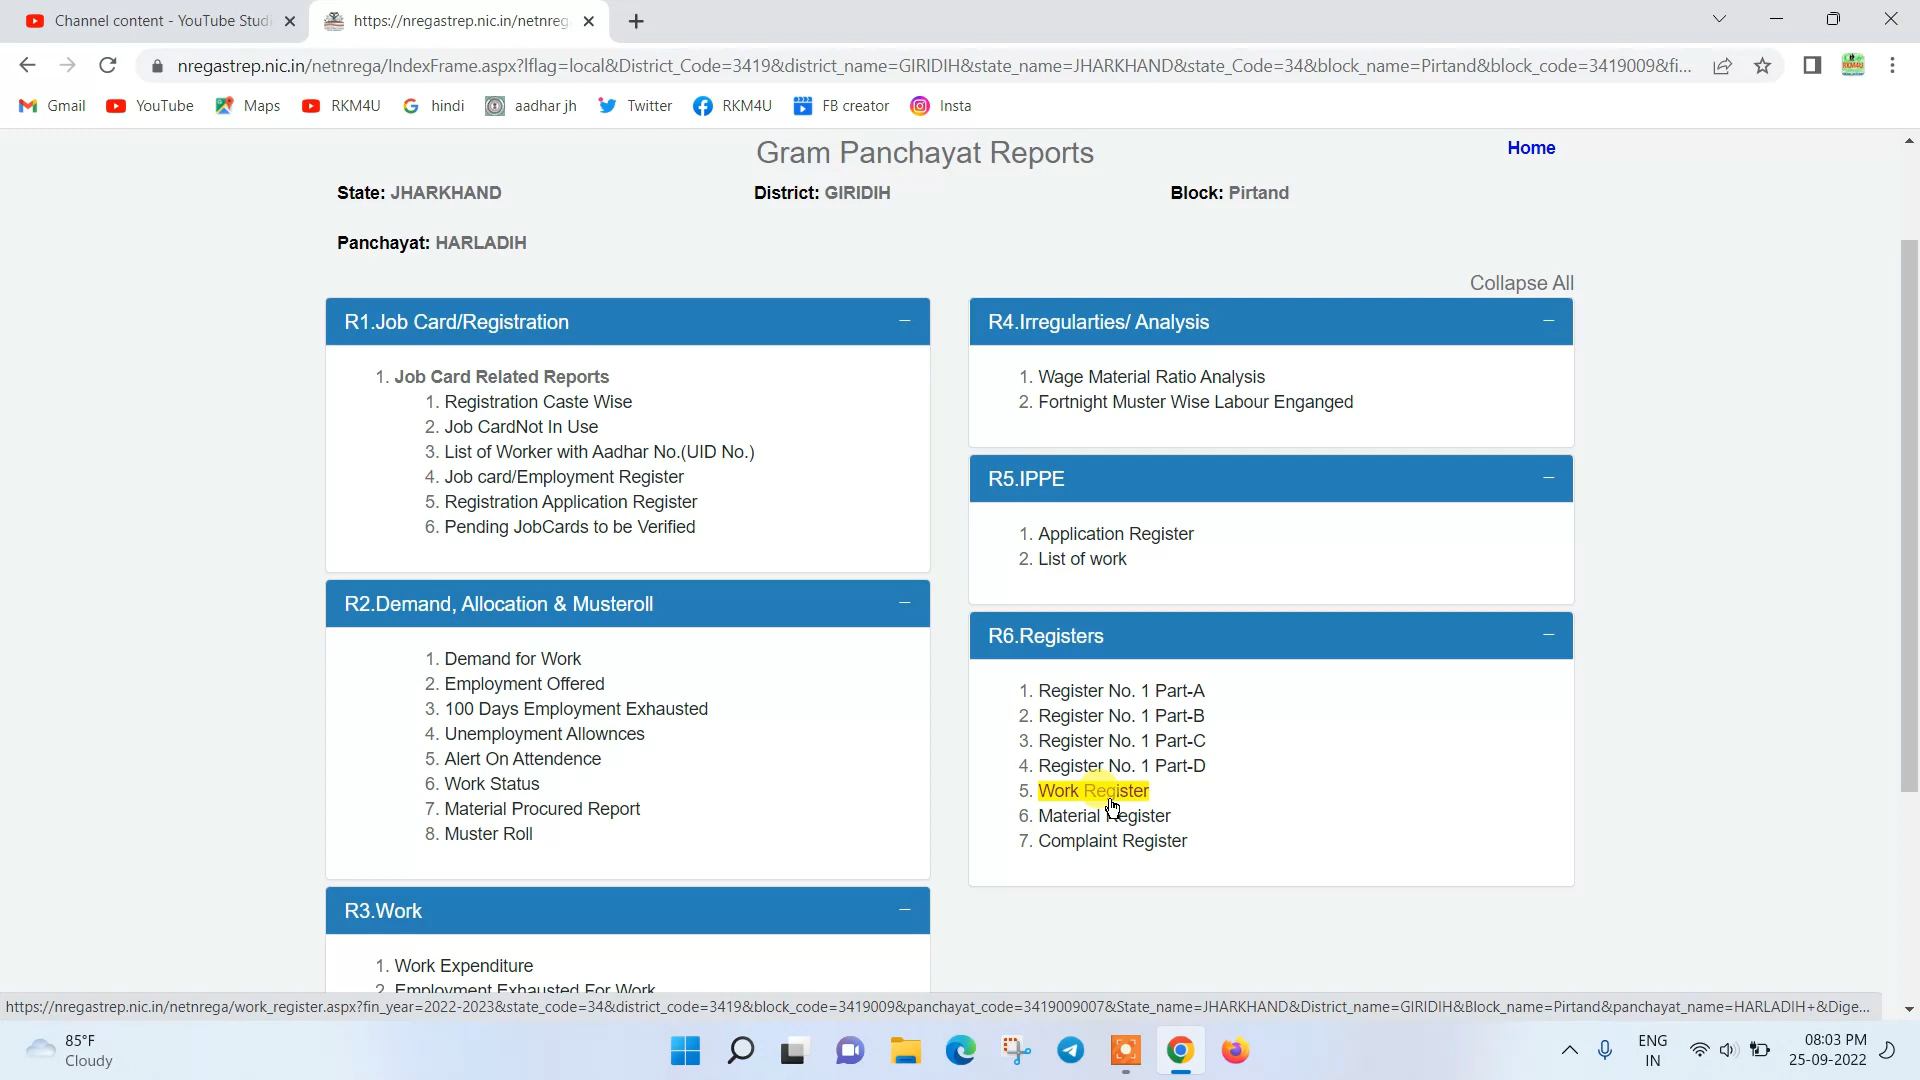 Channel content - YouTube Studi
https://nregastrep.nic.in/netnreg
nregastrep.nic.in/netnrega/IndexFrame.aspx?lflag=local&District_Code=3419&district_name=GIRIDIH&state_name=JHARKHAND&state_Code=34&block_name=Pirtand&block_code=3419009&fi...
Gmail YouTube Maps RKM4U hindi aadhar jh Twitter RKM4U FB creator Insta
Gram Panchayat Reports
Home
State: JHARKHAND District: GIRIDIH Block: Pirtand
Panchayat: HARLADIH
Collapse All
R1.Job Card/Registration
1. Job Card Related Reports
1. Registration Caste Wise
2. Job CardNot In Use
3. List of Worker with Aadhar No.(UID No.)
4. Job card/Employment Register
5. Registration Application Register
6. Pending JobCards to be Verified
R2.Demand, Allocation & Musteroll
1. Demand for Work
2. Employment Offered
3. 100 Days Employment Exhausted
4. Unemployment Allownces
5. Alert On Attendence
6. Work Status
7. Material Procured Report
8. Muster Roll
R3.Work
1. Work Expenditure
2. Employment Exhausted For Work
R4.Irregularties/ Analysis
1. Wage Material Ratio Analysis
2. Fortnight Muster Wise Labour Enganged
R5.IPPE
1. Application Register
2. List of work
R6.Registers
1. Register No. 1 Part-A
2. Register No. 1 Part-B
3. Register No. 1 Part-C
4. Register No. 1 Part-D
5. Work Register
6. Material Register
7. Complaint Register
https://nregastrep.nic.in/netnrega/work_register.aspx?fin_year=2022-2023&state_code=34&district_code=3419&block_code=3419009&panchayat_code=3419009007&State_name=JHARKHAND&District_name=GIRIDIH&Block_name=Pirtand&panchayat_name=HARLADIH+&Dige...
85°F
Cloudy
ENG
IN
08:03 PM
25-09-2022